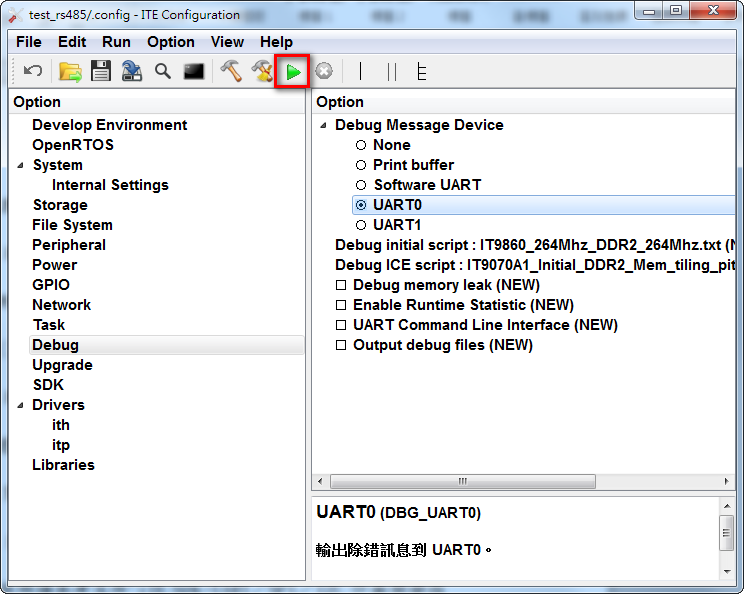 test_rs485/.config - ITE Configuration
File Edit Run Option View Help
Option
Develop Environment
OpenRTOS
System
Internal Settings
Storage
File System
Peripheral
Power
GPIO
Network
Task
Debug
Upgrade
SDK
Drivers
ith
itp
Libraries
Option
Debug Message Device
None
Print buffer
Software UART
UART0
UART1
Debug initial script : IT9860_264Mhz_DDR2_264Mhz.txt (N
Debug ICE script : IT9070A1_Initial_DDR2_Mem_tiling_pit
Debug memory leak (NEW)
Enable Runtime Statistic (NEW)
UART Command Line Interface (NEW)
Output debug files (NEW)
UART0 (DBG_UART0)
輸出除錯訊息到 UART0。